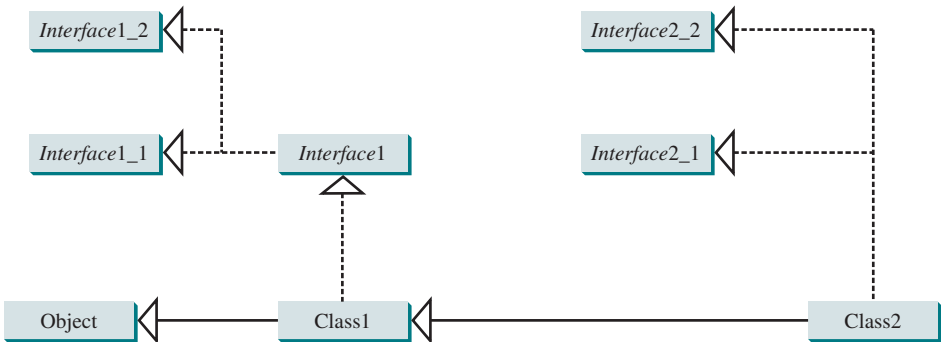 Interface1_2
Interface2_2
Interface1_1
Interface1
Interface2_1
Object
Class1
Class2